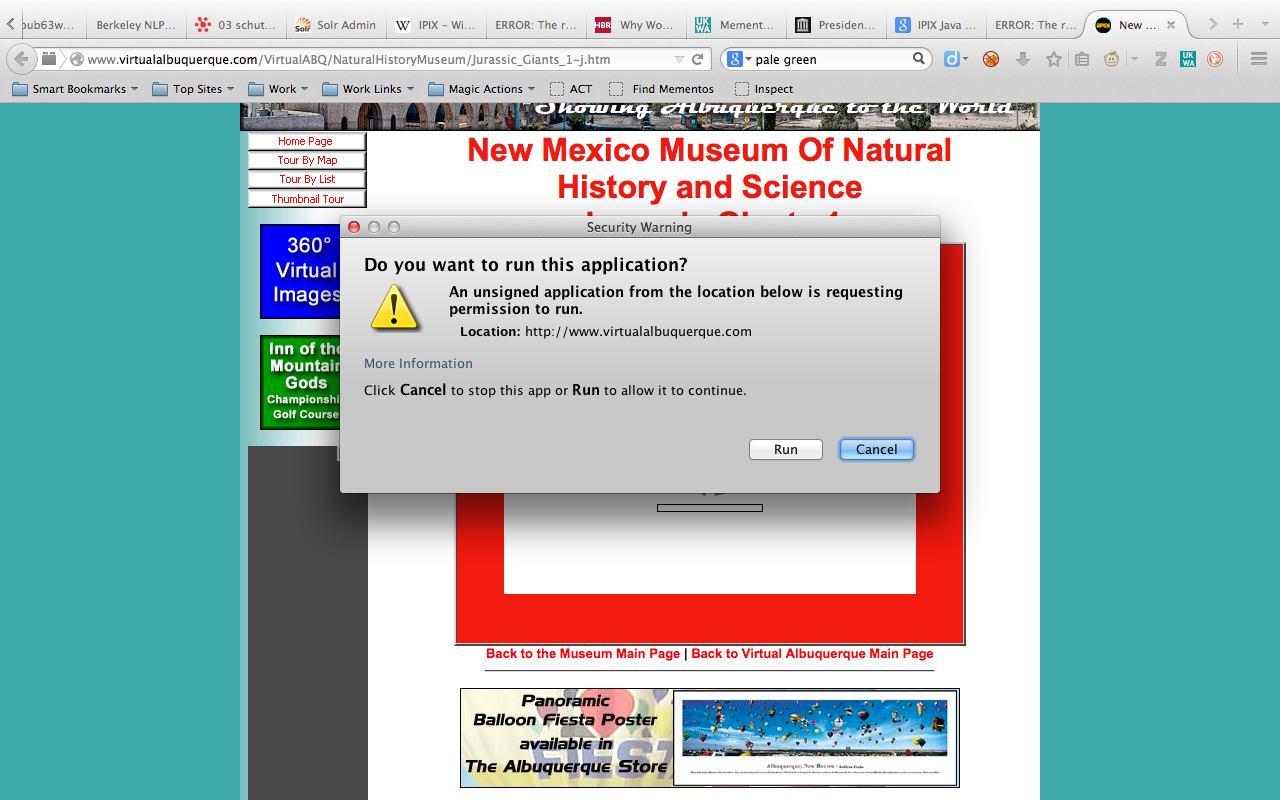 pub63w...
Berkeley NLP...
03 schut...
Solr Admin
IPIX – Wi...
ERROR: The r...
Why Wo...
Mement...
Presiden...
IPIX Java ...
ERROR: The r...
New ...
www.virtualalbuquerque.com/VirtualABQ/NaturalHistoryMuseum/Jurassic_Giants_1-j.htm
pale green
Smart Bookmarks
Top Sites
Work
Work Links
Magic Actions
ACT
Find Mementos
Inspect
"Showing Albuquerque to the World
Home Page
Tour By Map
Tour By List
Thumbnail Tour
New Mexico Museum Of Natural
History and Science
360°
Virtual
Images
Inn of the
Mountain
Gods
Championship
Golf Course
Security Warning
Do you want to run this application?
An unsigned application from the location below is requesting
permission to run.
Location: http://www.virtualalbuquerque.com
More Information
Click Cancel to stop this app or Run to allow it to continue.
Run
Cancel
Back to the Museum Main Page | Back to Virtual Albuquerque Main Page
Panoramic
Balloon Fiesta Poster
available in
The Albuquerque Store
FIEST
Albuquerque, New Mexico - Balloon Fiesta